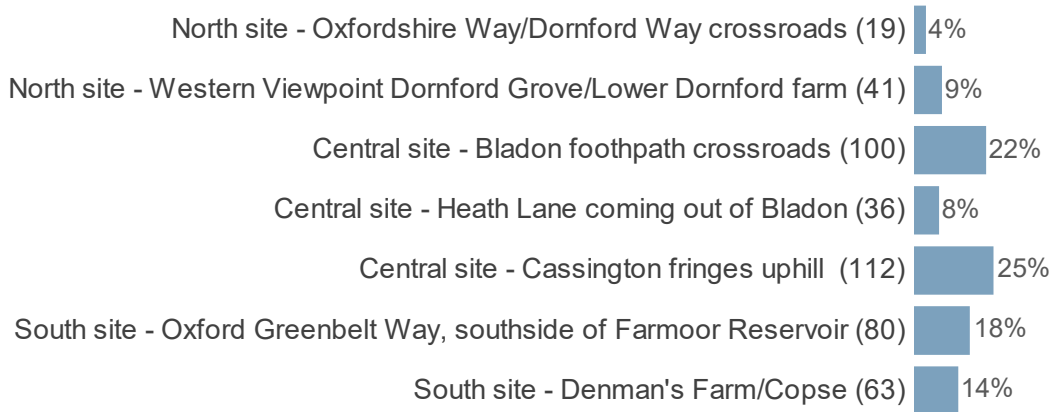 North site - Oxfordshire Way/Dornford Way crossroads (19) 4%
North site - Western Viewpoint Dornford Grove/Lower Dornford farm (41) 9%
Central site - Bladon foothpath crossroads (100) 22%
Central site - Heath Lane coming out of Bladon (36) 8%
Central site - Cassington fringes uphill (112) 25%
South site - Oxford Greenbelt Way, southside of Farmoor Reservoir (80) 18%
South site - Denman's Farm/Copse (63) 14%